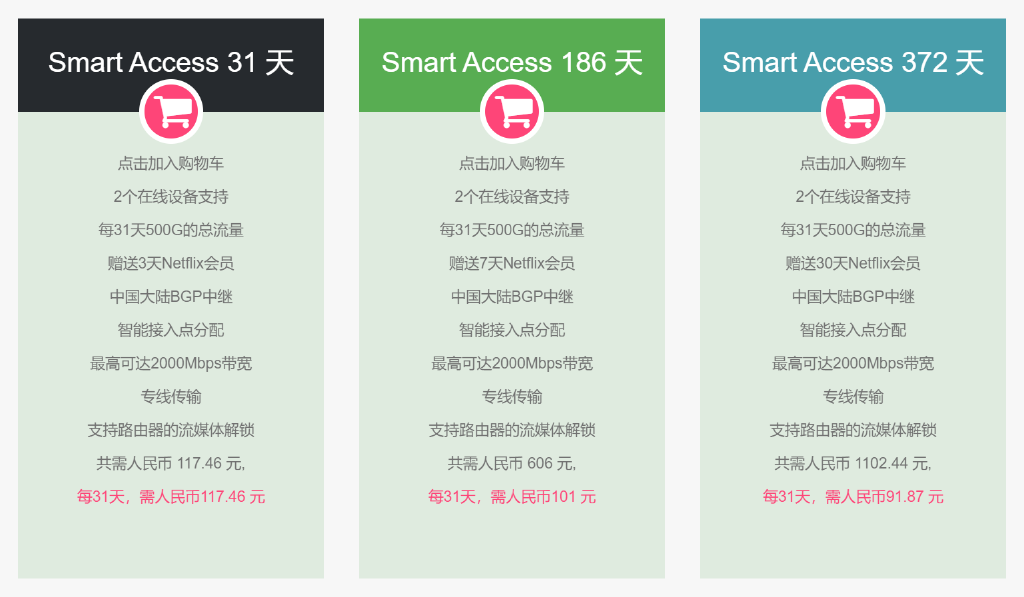 Smart Access 31 天
点击加入购物车
2个在线设备支持
每31天500G的总流量
赠送3天Netflix会员
中国大陆BGP中继
智能接入点分配
最高可达2000Mbps带宽
专线传输
支持路由器的流媒体解锁
共需人民币 117.46 元,
每31天，需人民币117.46 元
Smart Access 186 天
点击加入购物车
2个在线设备支持
每31天500G的总流量
赠送7天Netflix会员
中国大陆BGP中继
智能接入点分配
最高可达2000Mbps带宽
专线传输
支持路由器的流媒体解锁
共需人民币 606 元,
每31天，需人民币101 元
Smart Access 372 天
点击加入购物车
2个在线设备支持
每31天500G的总流量
赠送30天Netflix会员
中国大陆BGP中继
智能接入点分配
最高可达2000Mbps带宽
专线传输
支持路由器的流媒体解锁
共需人民币 1102.44 元,
每31天，需人民币91.87 元